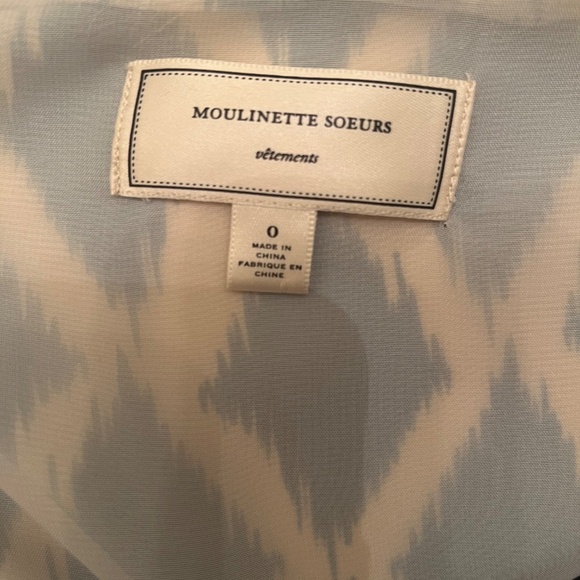 MOULINETTE SOEURS
vêtements
0
MADE IN
CHINA
FABRIQUE EN
CHINE